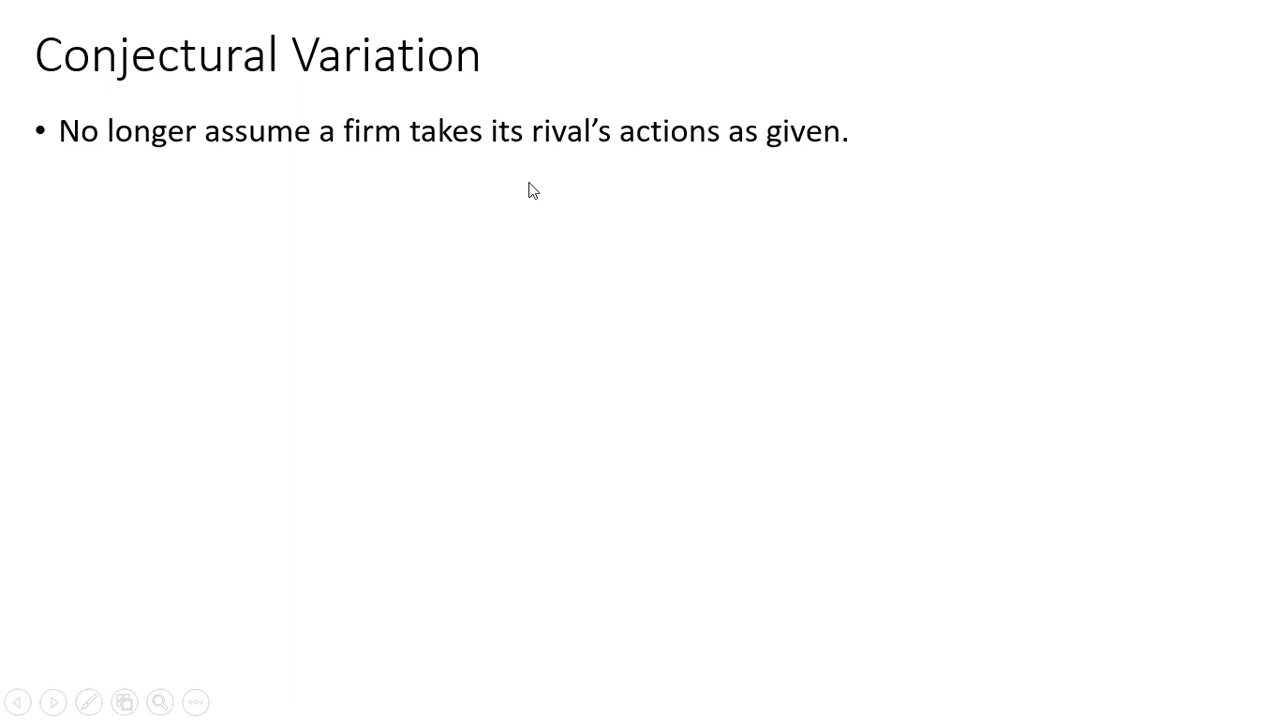 Conjectural Variation
• No longer assume a firm takes its rival’s actions as given.